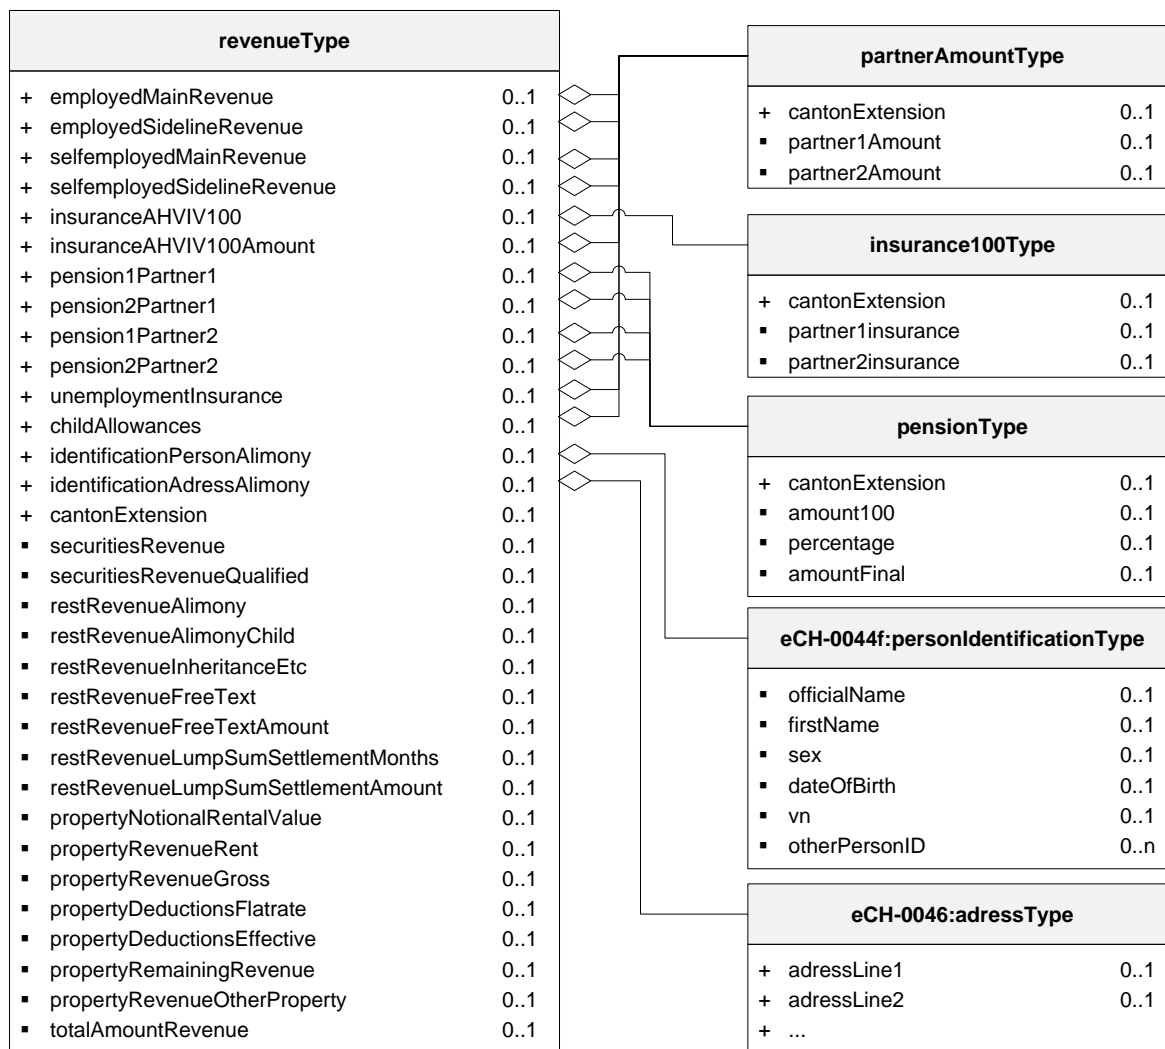 revenueType
+ employedMainRevenue 0..1
+ employedSidelineRevenue 0..1
+ selfemployedMainRevenue 0..1
+ selfemployedSidelineRevenue 0..1
+ insuranceAHVIV100 0..1
+ insuranceAHVIV100Amount 0..1
+ pension1Partner1 0..1
+ pension2Partner1 0..1
+ pension1Partner2 0..1
+ pension2Partner2 0..1
+ unemploymentInsurance 0..1
+ childAllowances 0..1
+ identificationPersonAlimony 0..1
+ identificationAdressAlimony 0..1
+ cantonExtension 0..1
▪ securitiesRevenue 0..1
▪ securitiesRevenueQualified 0..1
▪ restRevenueAlimony 0..1
▪ restRevenueAlimonyChild 0..1
▪ restRevenueInheritanceEtc 0..1
▪ restRevenueFreeText 0..1
▪ restRevenueFreeTextAmount 0..1
▪ restRevenueLumpSumSettlementMonths 0..1
▪ restRevenueLumpSumSettlementAmount 0..1
▪ propertyNotionalRentalValue 0..1
▪ propertyRevenueRent 0..1
▪ propertyRevenueGross 0..1
▪ propertyDeductionsFlatrate 0..1
▪ propertyDeductionsEffective 0..1
▪ propertyRemainingRevenue 0..1
▪ propertyRevenueOtherProperty 0..1
▪ totalAmountRevenue 0..1
partnerAmountType
+ cantonExtension 0..1
▪ partner1Amount 0..1
▪ partner2Amount 0..1
insurance100Type
+ cantonExtension 0..1
▪ partner1insurance 0..1
▪ partner2insurance 0..1
pensionType
+ cantonExtension 0..1
▪ amount100 0..1
▪ percentage 0..1
▪ amountFinal 0..1
eCH-0044f:personIdentificationType
▪ officialName 0..1
▪ firstName 0..1
▪ sex 0..1
▪ dateOfBirth 0..1
▪ vn 0..1
▪ otherPersonID 0..n
eCH-0046:adressType
+ adressLine1 0..1
+ adressLine2 0..1
+ ...